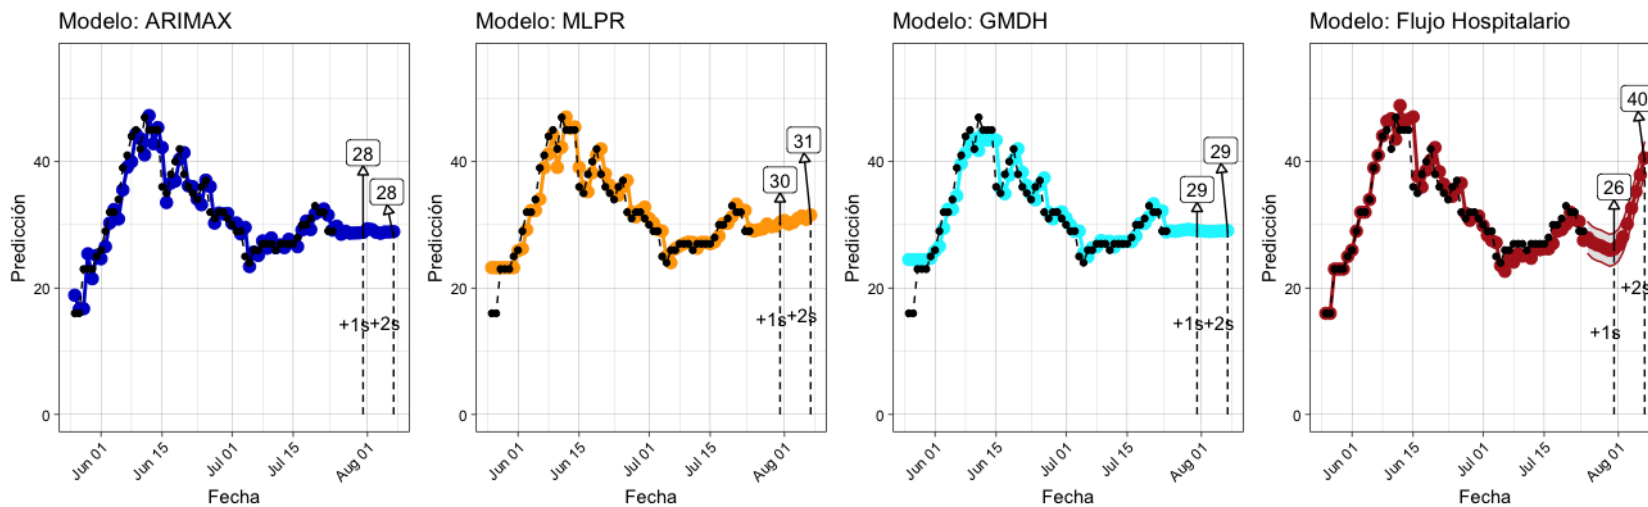 Modelo: ARIMAX
Predicción
40
20
0
28
28
+1s
+2s
Jun 01
Jun 15
Jul 01
Jul 15
Aug 01
Fecha
Modelo: MLPR
Predicción
40
20
0
30
31
+1s
+2s
Jun 01
Jun 15
Jul 01
Jul 15
Aug 01
Fecha
Modelo: GMDH
Predicción
40
20
0
29
29
+1s
+2s
Jun 01
Jun 15
Jul 01
Jul 15
Aug 01
Fecha
Modelo: Flujo Hospitalario
Predicción
40
20
0
26
40
+1s
+2s
Jun 01
Jun 15
Jul 01
Jul 15
Aug 01
Fecha